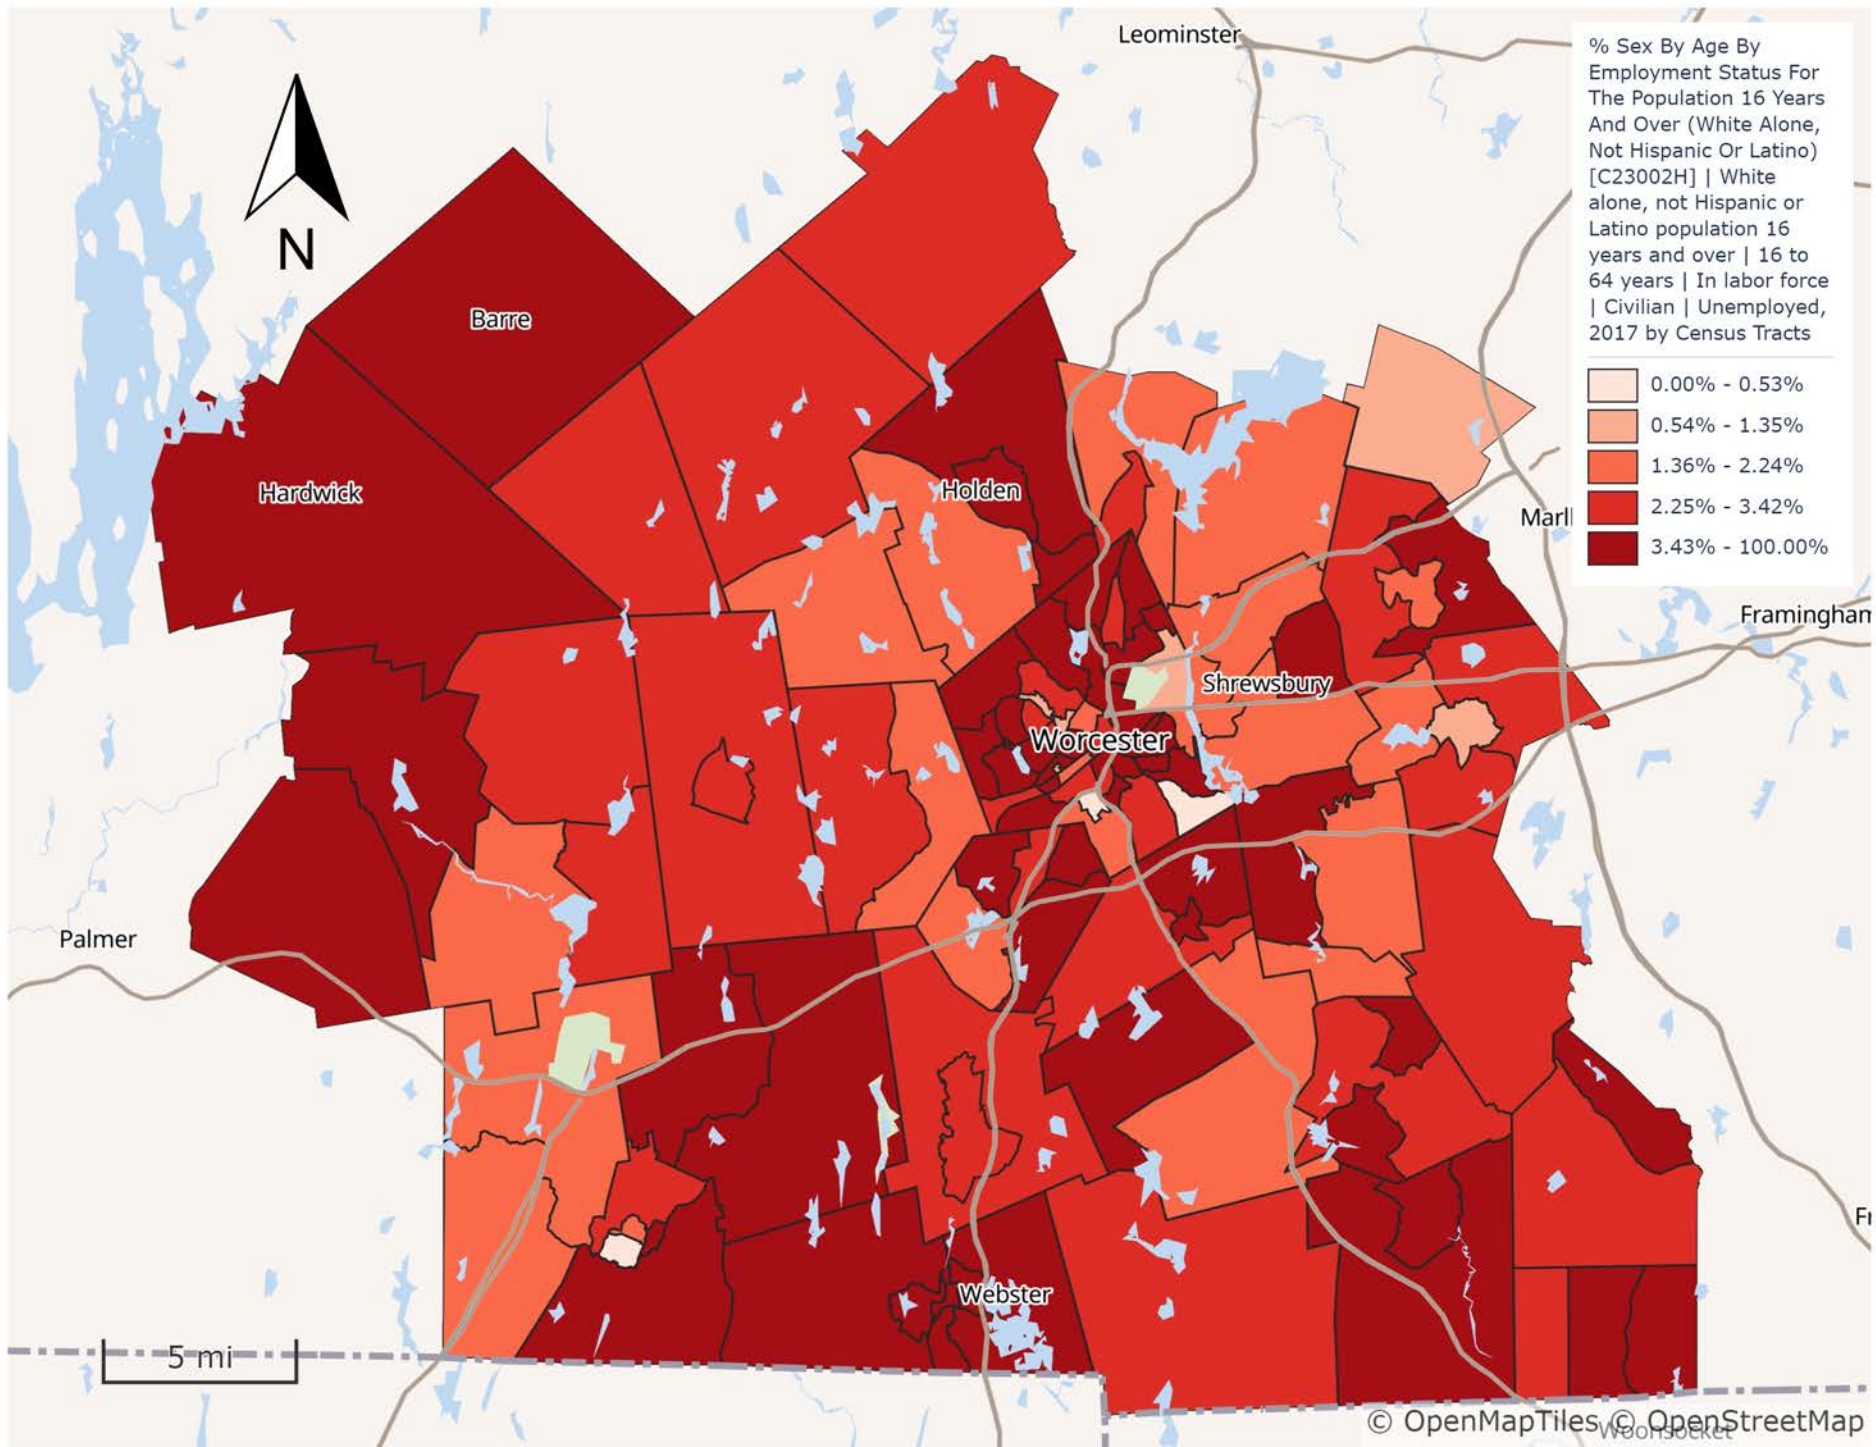 Leominster
% Sex By Age By
Employment Status For
The Population 16 Years
And Over (White Alone,
Not Hispanic Or Latino)
[C23002H] | White
alone, not Hispanic or
Latino population 16
years and over | 16 to
64 years | In labor force
| Civilian | Unemployed,
2017 by Census Tracts
0.00% - 0.53%
0.54% - 1.35%
1.36% - 2.24%
2.25% - 3.42%
3.43% - 100.00%
N
Barre
Hardwick
Holden
Marll
Framingham
Shrewsbury
Worcester
Palmer
Webster
5 mi
© OpenMapTiles © OpenStreetMap
Woonsocket